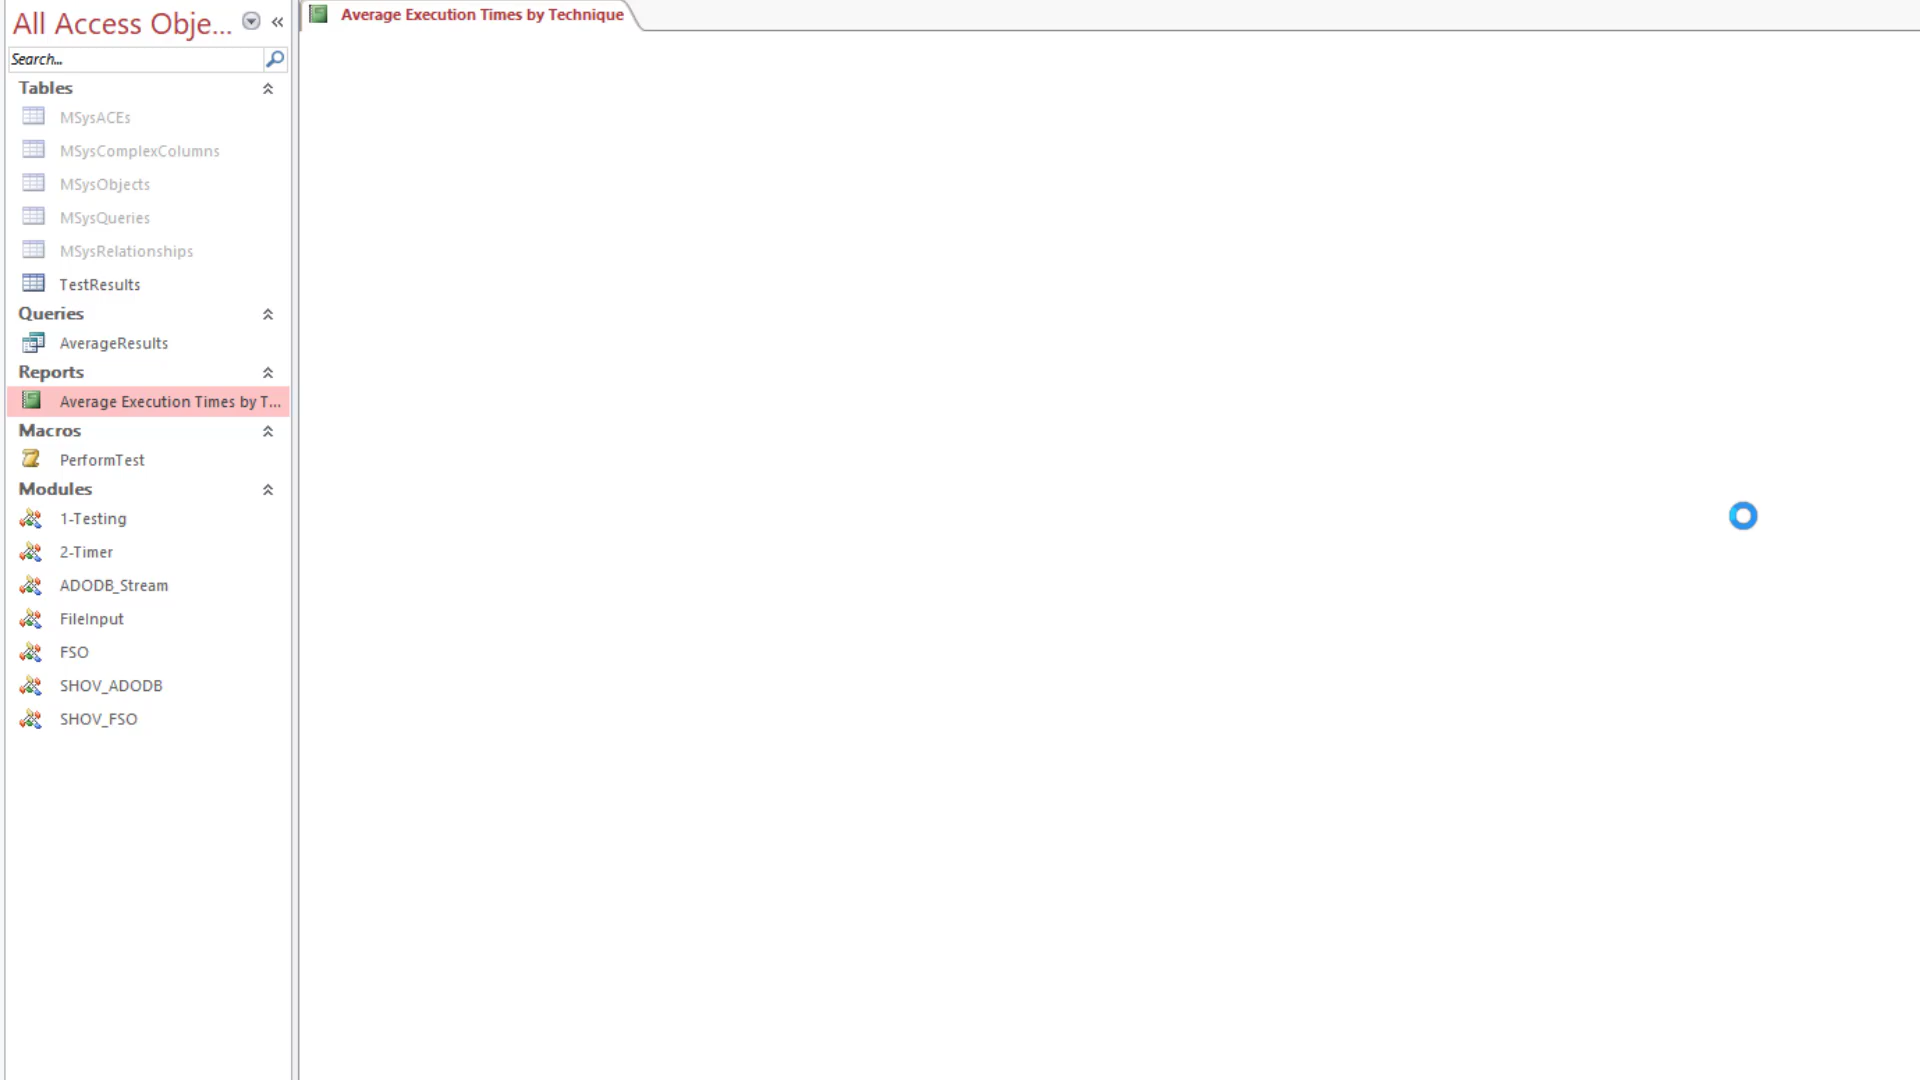 All Access Obje...
Search...
Tables
MSysACEs
MSysComplexColumns
MSysObjects
MSysQueries
MSysRelationships
TestResults
Queries
AverageResults
Reports
Average Execution Times by T...
Macros
PerformTest
Modules
1-Testing
2-Timer
ADODB_Stream
FileInput
FSO
SHOV_ADODB
SHOV_FSO
Average Execution Times by Technique